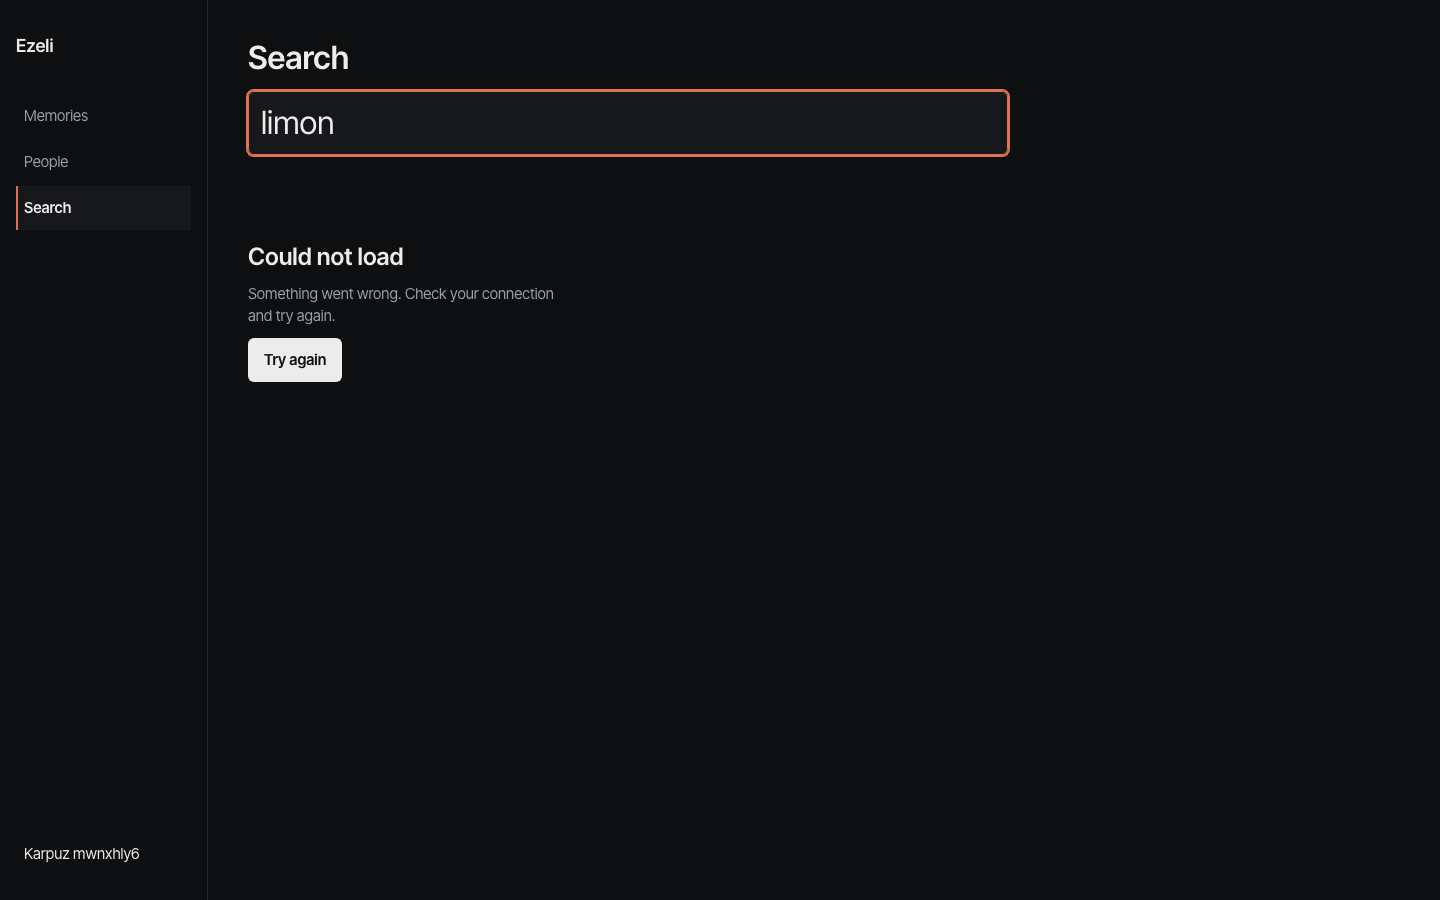 Ezeli
Memories
People
Search
Karpuz mwnxhly6
Search
limon
Could not load
Something went wrong. Check your connection
and try again.
Try again